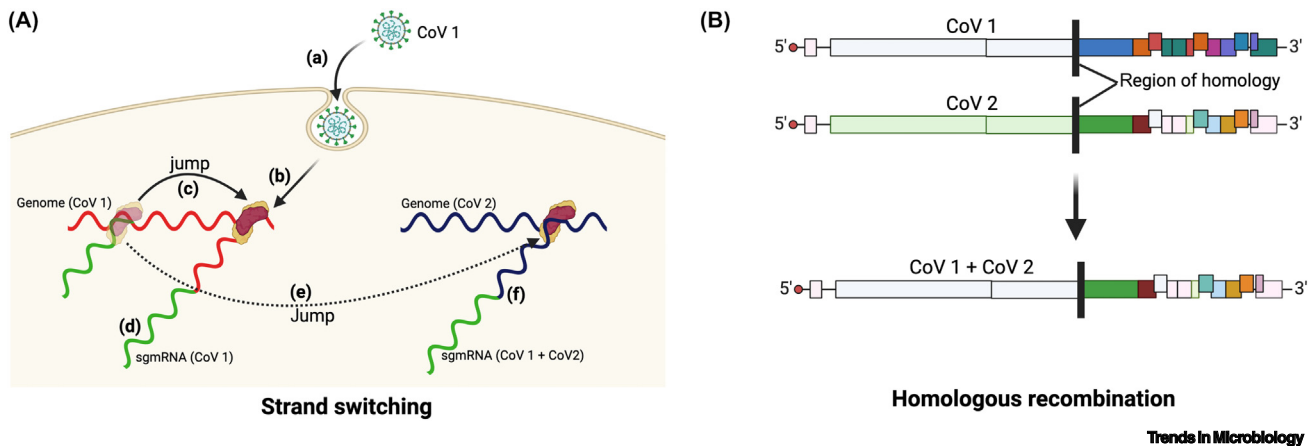 (A)
CoV 1
(a)
jump
(b)
(c)
Genome (CoV 1)
Genome (CoV 2)
(e)
Jump
(f)
(d)
sgmRNA (CoV 1)
sgmRNA (CoV 1 + CoV2)
Strand switching
(B)
CoV 1
5' 3'
Region of homology
CoV 2
5' 3'
CoV 1 + CoV 2
5' 3'
Homologous recombination
Trends in Microbiology